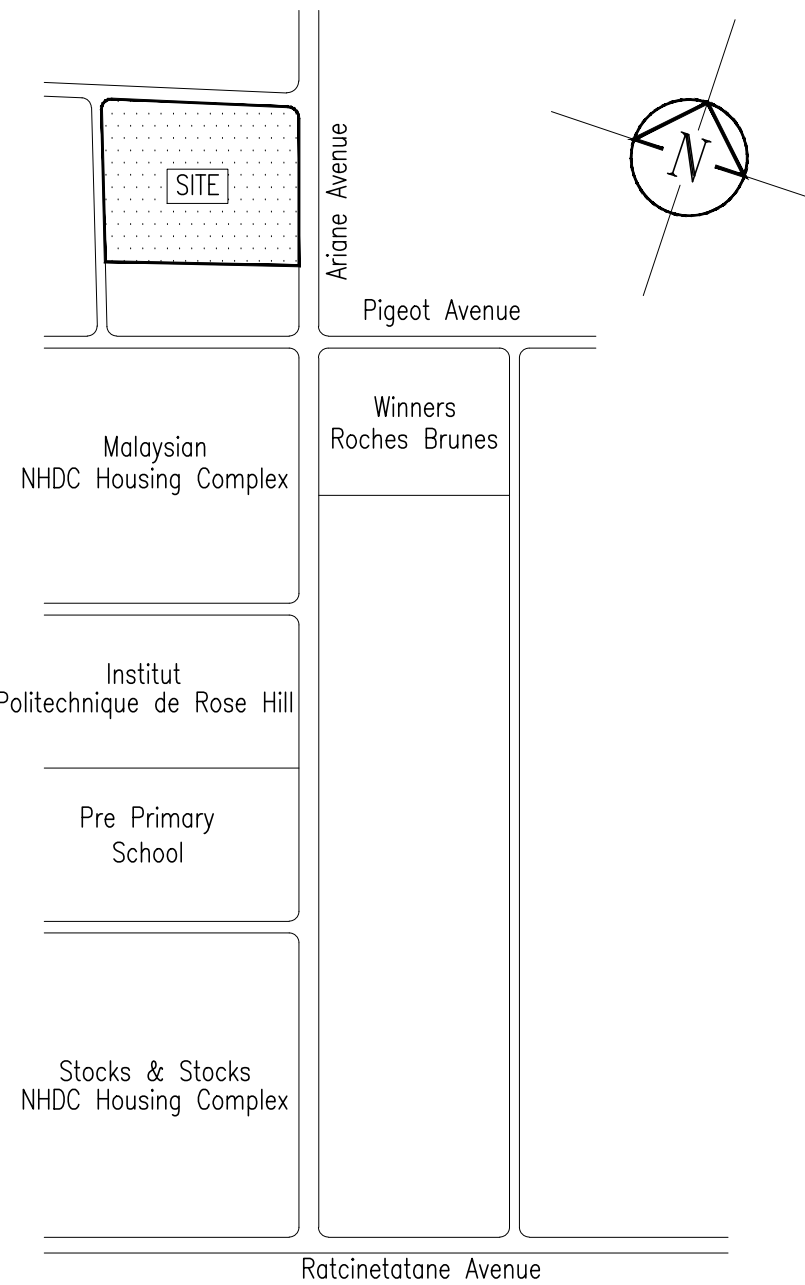 SITE
Ariane Avenue
N
Pigeot Avenue
Winners
Roches Brunes
Malaysian
NHDC Housing Complex
Institut
Politechnique de Rose Hill
Pre Primary
School
Stocks & Stocks
NHDC Housing Complex
Ratcinetatane Avenue